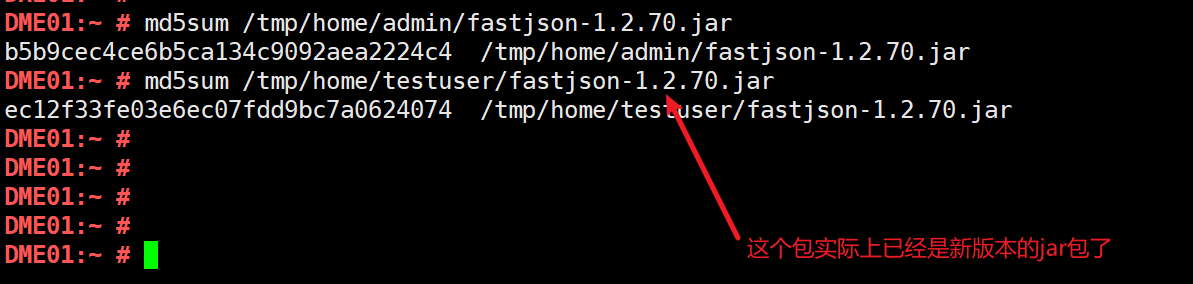 DME01:~ # md5sum /tmp/home/admin/fastjson-1.2.70.jar
b5b9cec4ce6b5ca134c9092aea2224c4  /tmp/home/admin/fastjson-1.2.70.jar
DME01:~ # md5sum /tmp/home/testuser/fastjson-1.2.70.jar
ec12f33fe03e6ec07fdd9bc7a0624074  /tmp/home/testuser/fastjson-1.2.70.jar
DME01:~ #
DME01:~ #
DME01:~ #
DME01:~ #
这个包实际上已经是新版本的jar包了
DME01:~ #